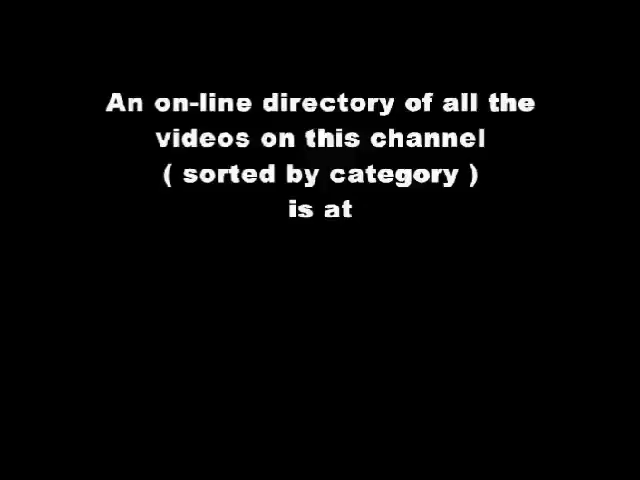 An on-line directory of all the
videos on this channel
( sorted by category )
is at